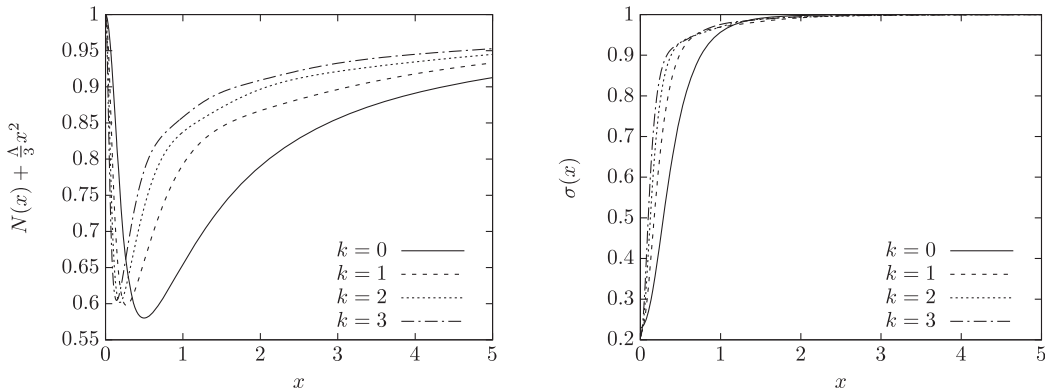 1
0.95
0.9
0.85
0.8
0.75
0.7
0.65
0.6
0.55
N(x) + \frac{Λ}{3}x^2
k = 0
k = 1
k = 2
k = 3
0 1 2 3 4 5
x
1
0.9
0.8
0.7
0.6
0.5
0.4
0.3
0.2
σ(x)
k = 0
k = 1
k = 2
k = 3
0 1 2 3 4 5
x